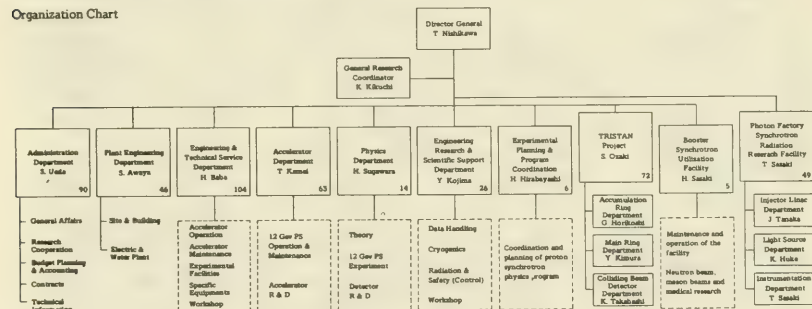 Organization Chart
Director General
T Nishikawa
General Research
Coordinator
K Kikuchi
Administration
Department
S. Ueda
90
General Affairs
Research
Cooperation
Budget Planning
& Accounting
Contracts
Technical
Information
Plant Engineering
Department
S. Awaya
46
Site & Building
Electric &
Water Plant
Engineering &
Technical Service
Department
H Baba
104
Accelerator
Operation
Accelerator
Maintenance
Experimental
Facilities
Specific
Equipments
Workshop
Accelerator
Department
T Kamei
63
12 Gev PS
Operation &
Maintenance
Accelerator
R & D
Physics
Department
H Sugawara
14
Theory
12 Gev PS
Experiment
Detector
R & D
Engineering
Research &
Scientific Support
Department
Y Kojima
26
Data Handling
Cryogenics
Radiation &
Safety (Control)
Workshop
Experimental
Planning &
Program
Coordination
H Hirabayashi
6
Coordination and
planning of proton
synchrotron
physics program
TRISTAN
Project
S. Ozaki
72
Accumulation
Ring
Department
G Horikoshi
Main Ring
Department
Y Kimura
Colliding Beam
Detector
Department
K. Takahashi
Booster
Synchrotron
Utilization
Facility
H. Sasaki
5
Maintenance and
operation of the
facility
Neutron beam,
meson beams and
medical research
Photon Factory
Synchrotron
Radiation
Research Facility
T Sasaki
49
Injector Linac
Department
J Tanaka
Light Source
Department
K Huke
Instrumentation
Department
T Sasaki